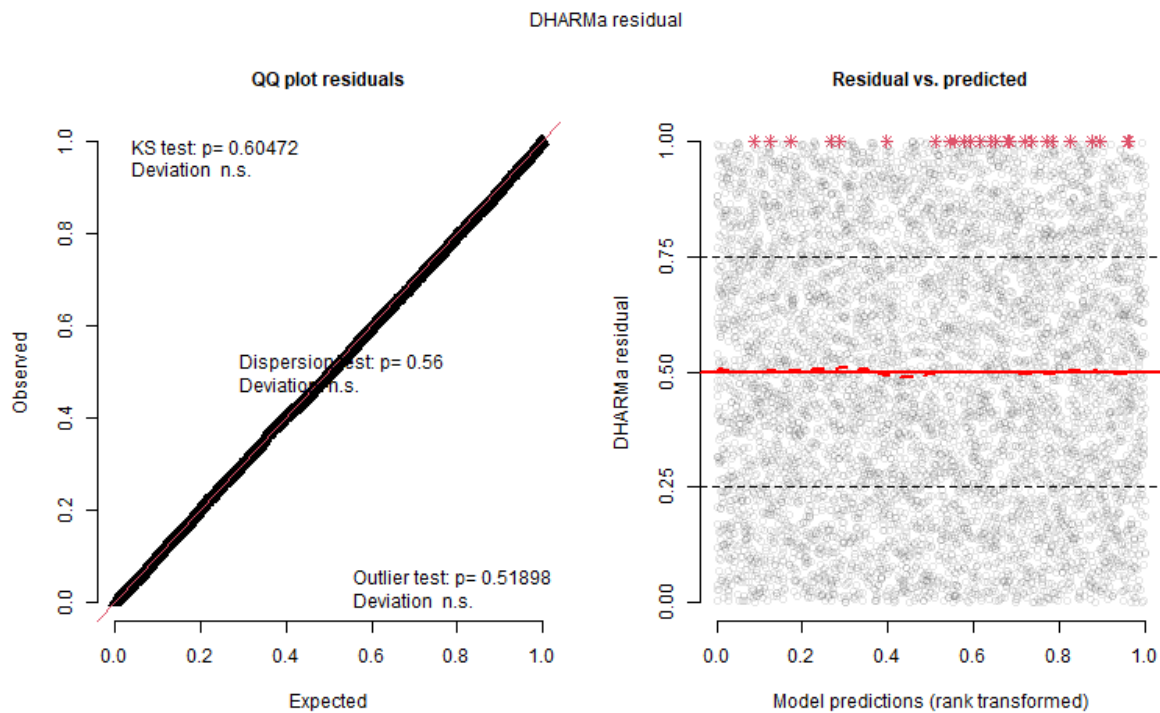 DHARMa residual
QQ plot residuals
KS test: p= 0.60472
Deviation n.s.
Dispersion test: p= 0.56
Deviation n.s.
Outlier test: p= 0.51898
Deviation n.s.
Observed
0.0 0.2 0.4 0.6 0.8 1.0
0.0 0.2 0.4 0.6 0.8 1.0
Expected
Residual vs. predicted
DHARMa residual
0.00 0.25 0.50 0.75 1.00
0.0 0.2 0.4 0.6 0.8 1.0
Model predictions (rank transformed)